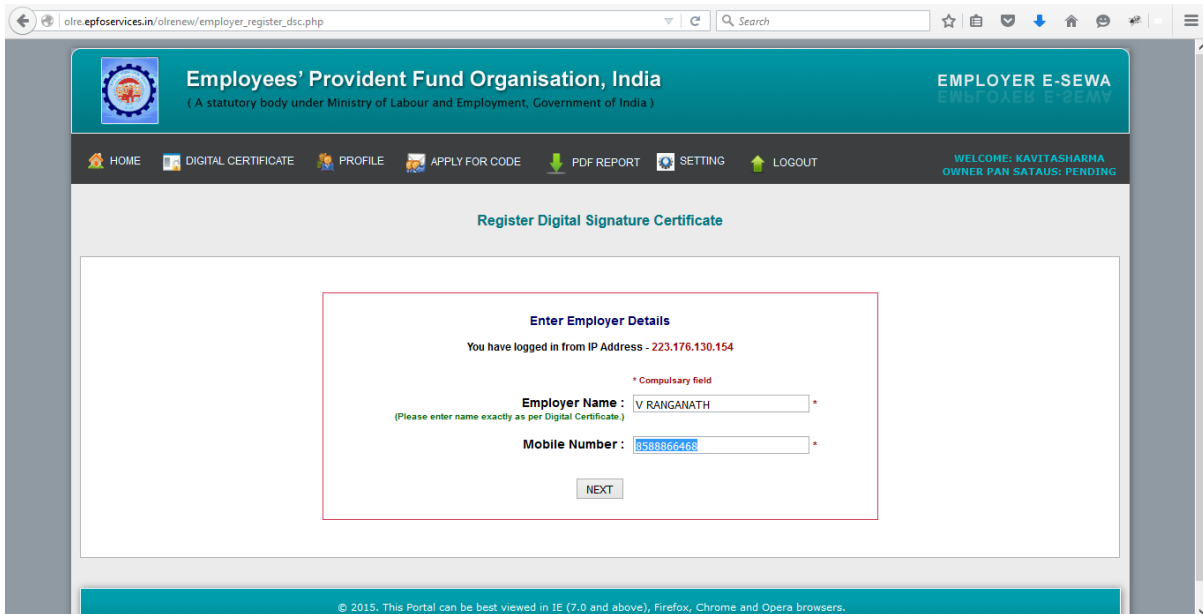 olre.epfoservices.in/olrenew/employer_register_dsc.php
Search
Employees' Provident Fund Organisation, India
( A statutory body under Ministry of Labour and Employment, Government of India )
EMPLOYER E-SEWA
HOME DIGITAL CERTIFICATE PROFILE APPLY FOR CODE PDF REPORT SETTING LOGOUT
WELCOME: KAVITASHARMA
OWNER PAN SATAUS: PENDING
Register Digital Signature Certificate
Enter Employer Details
You have logged in from IP Address - 223.176.130.154
* Compulsary field
Employer Name : V RANGANATH *
(Please enter name exactly as per Digital Certificate.)
Mobile Number : 8588866468 *
NEXT
© 2015. This Portal can be best viewed in IE (7.0 and above), Firefox, Chrome and Opera browsers.